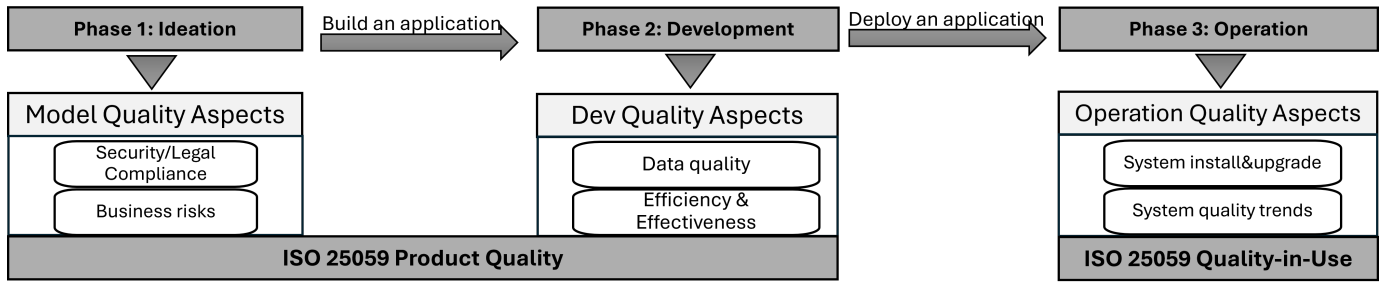 Phase 1: Ideation
Build an application
Phase 2: Development
Deploy an application
Phase 3: Operation
Model Quality Aspects
Security/Legal
Compliance
Business risks
Dev Quality Aspects
Data quality
Efficiency &
Effectiveness
Operation Quality Aspects
System install&upgrade
System quality trends
ISO 25059 Product Quality
ISO 25059 Quality-in-Use